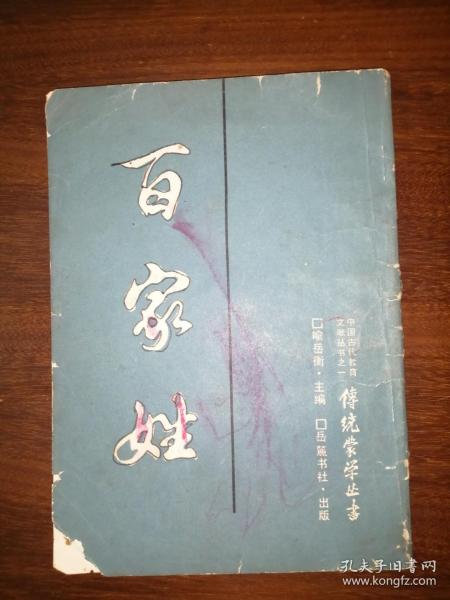 百家姓
中国古代教育
文献丛书之一
傳统蒙学丛书
□喻岳衡·主编 □岳麓书社·出版
孔夫子旧书网
www.kongfz.com